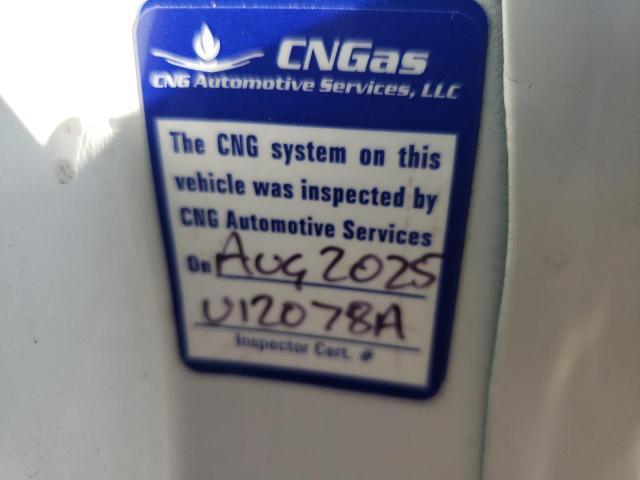 CNGas
CNG Automotive Services, LLC
The CNG system on this
vehicle was inspected by
CNG Automotive Services
On Aug 2025
U12078A
Inspector Cert. #